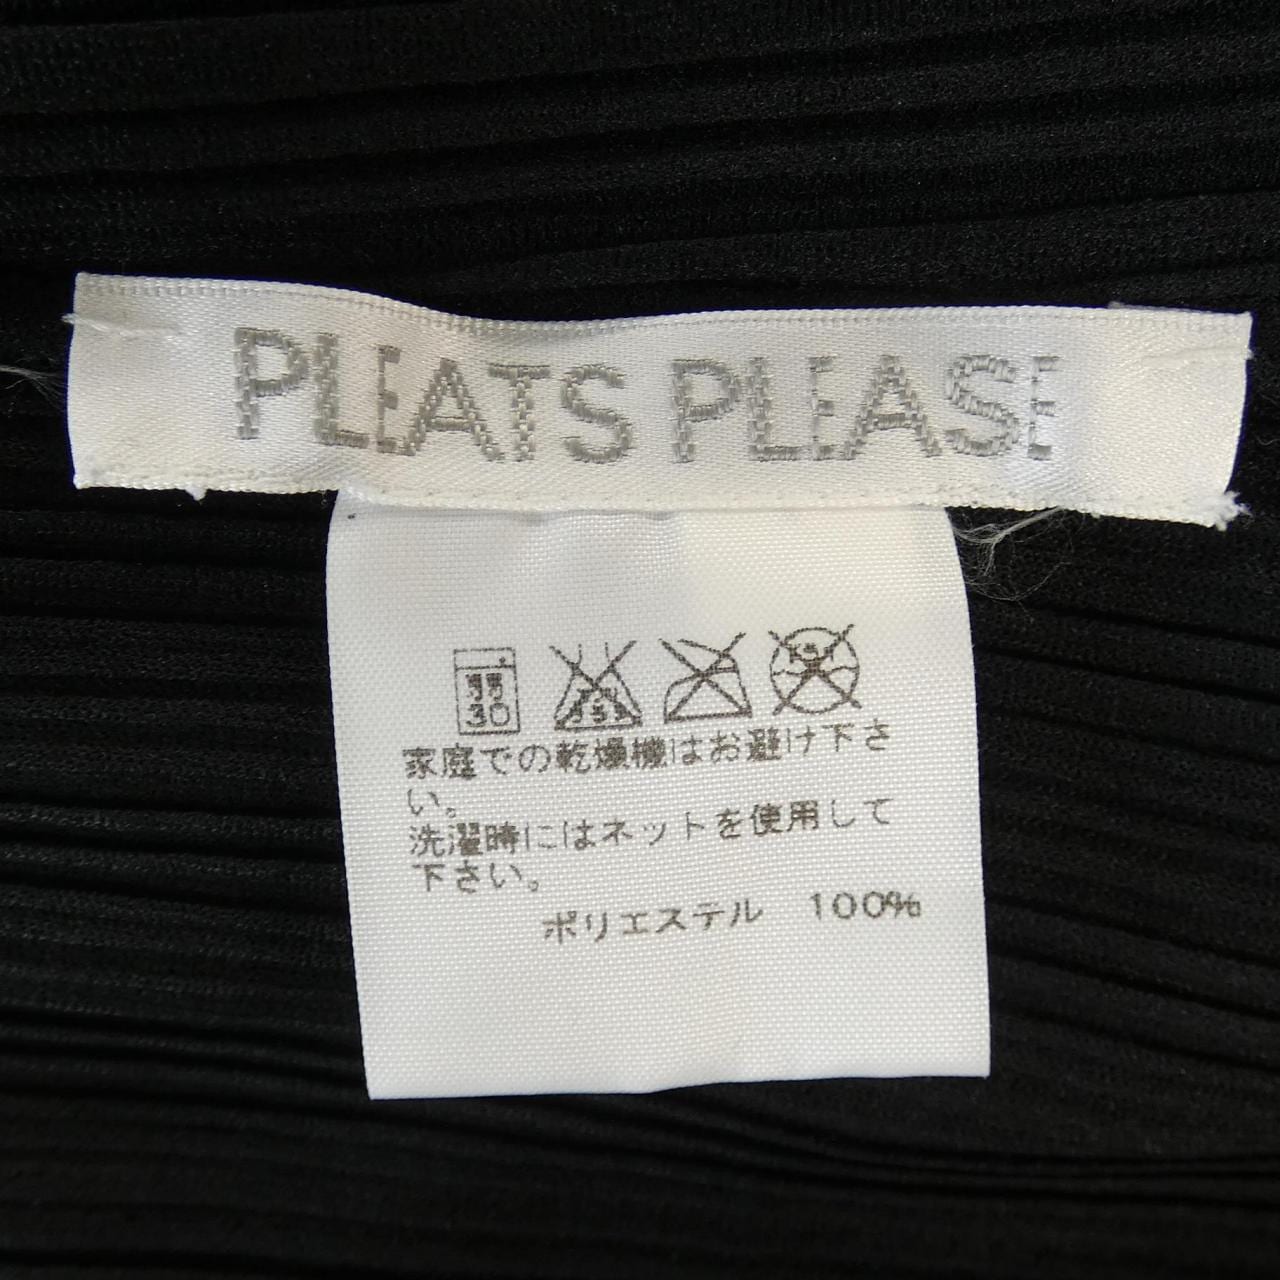 PLEATS PLEASE
30
家庭での乾燥機はお避け下さ
い。
洗濯時にはネットを使用して
下さい。
ポリエステル 100%